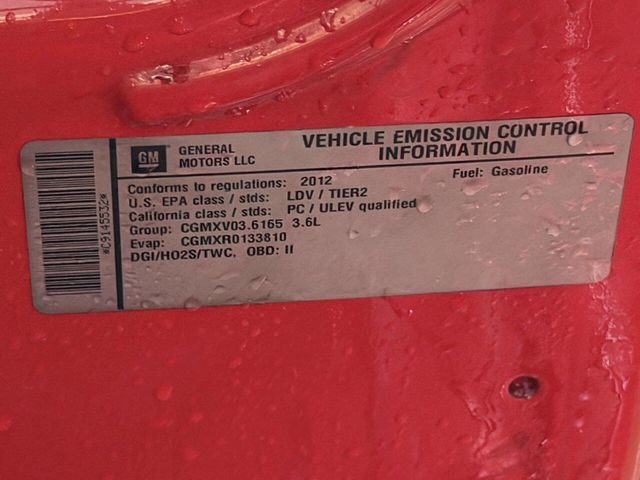 GM GENERAL MOTORS LLC
VEHICLE EMISSION CONTROL
INFORMATION
Conforms to regulations: 2012
Fuel: Gasoline
U.S. EPA class / stds: LDV / TIER2
California class / stds: PC / ULEV qualified
Group: CGMXV03.6165 3.6L
Evap: CGMXR0133810
DGI/HO2S/TWC, OBD: II
*C9145532*